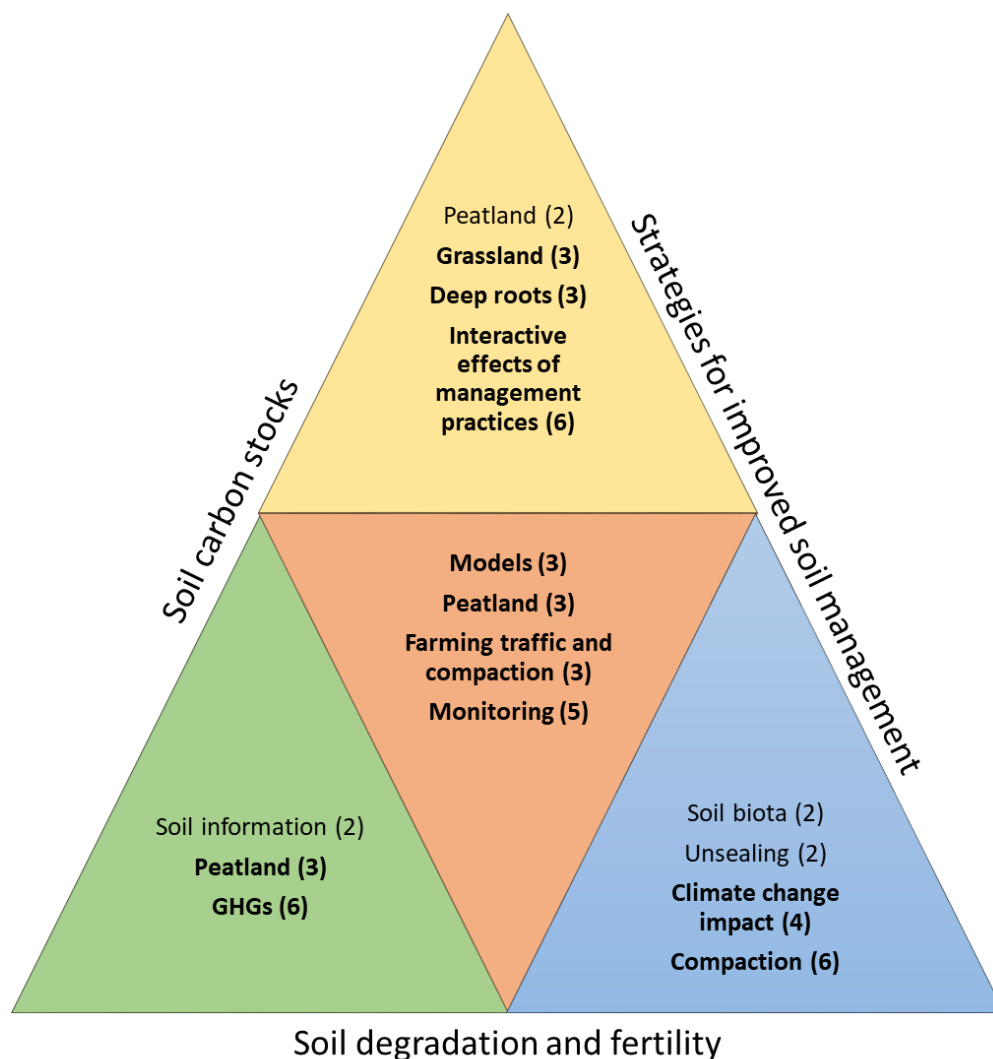 Peatland (2)
Grassland (3)
Deep roots (3)
Interactive
effects of
management
practices (6)
Soil carbon stocks
Strategies for improved soil management
Models (3)
Peatland (3)
Farming traffic and
compaction (3)
Monitoring (5)
Soil information (2)
Peatland (3)
GHGs (6)
Soil biota (2)
Unsealing (2)
Climate change
impact (4)
Compaction (6)
Soil degradation and fertility